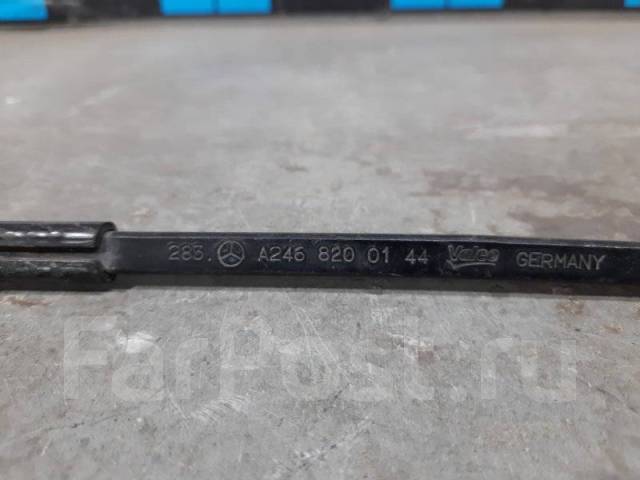 283. A246 820 01 44 Valeo GERMANY
FarPost.ru